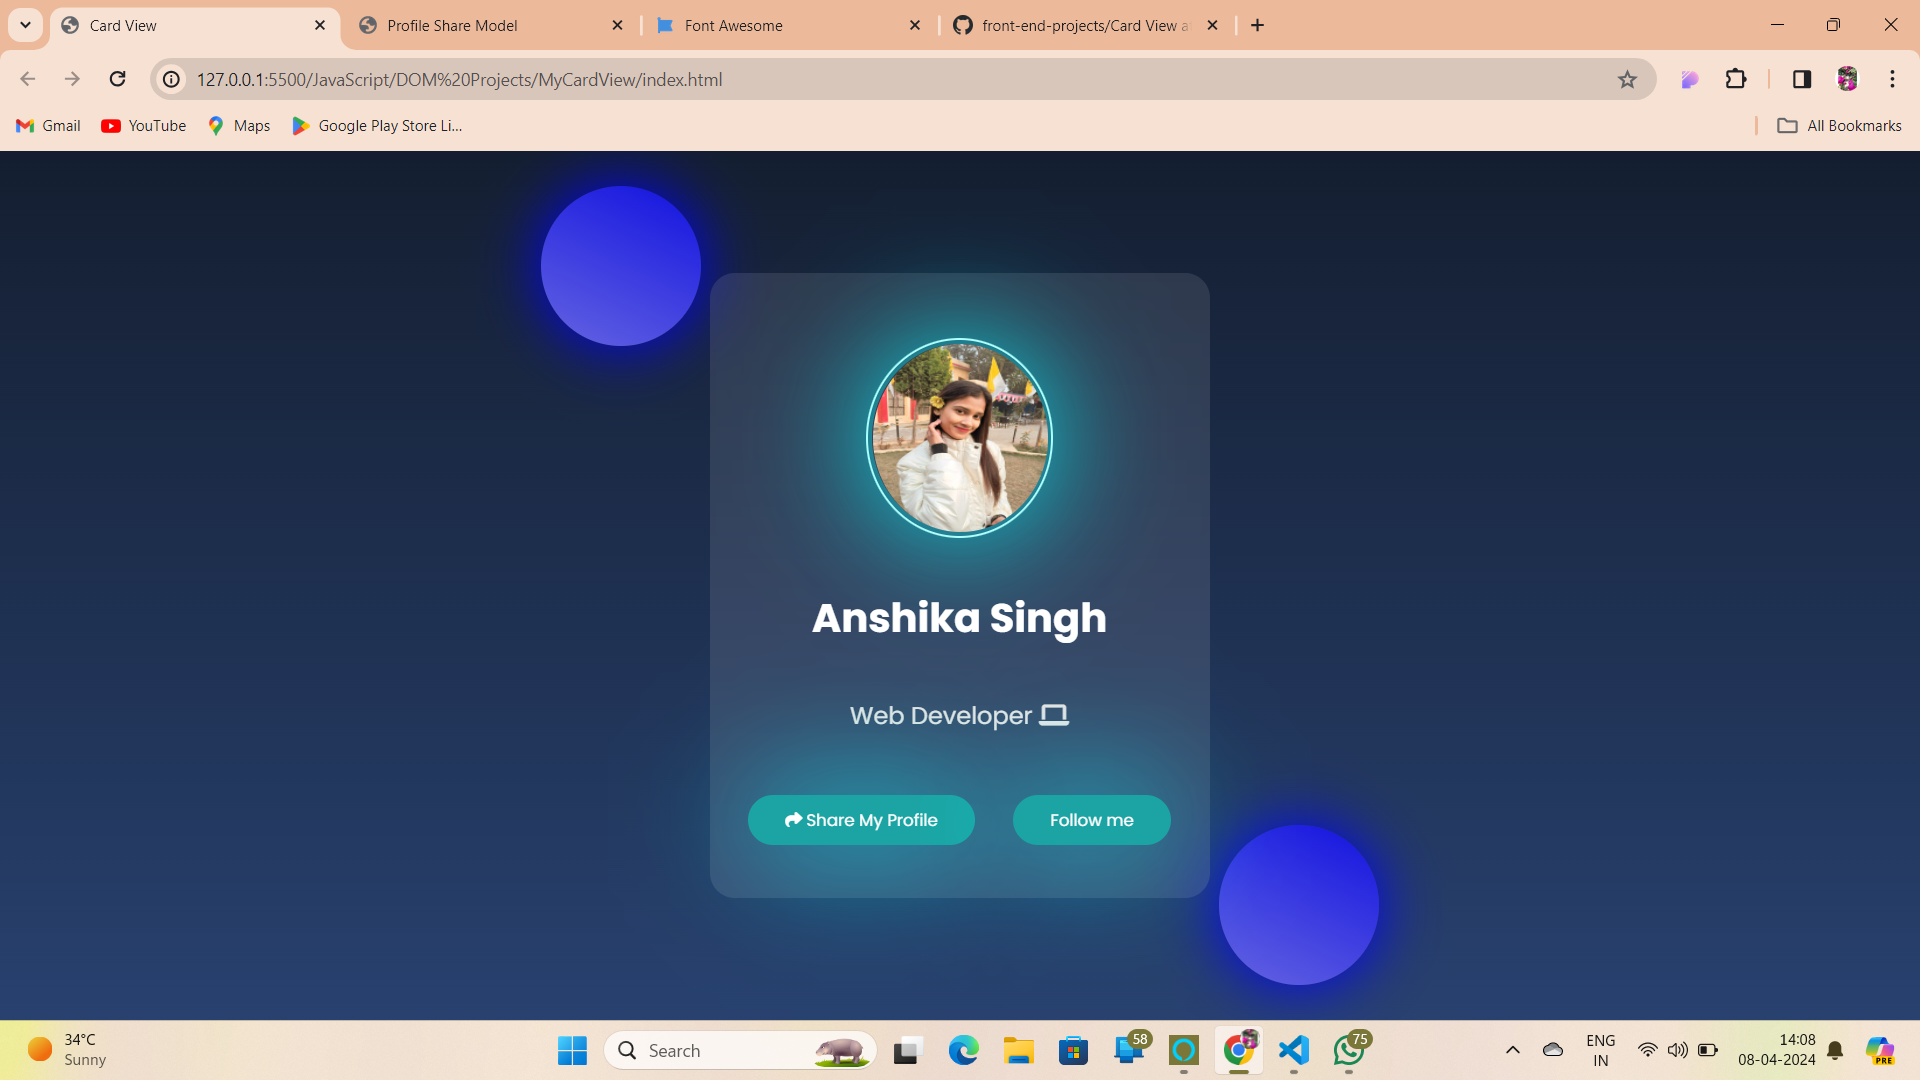 Card View
Profile Share Model
Font Awesome
front-end-projects/Card View a
127.0.0.1:5500/JavaScript/DOM%20Projects/MyCardView/index.html
Gmail
YouTube
Maps
Google Play Store Li...
All Bookmarks
Anshika Singh
Web Developer
Share My Profile
Follow me
34°C
Sunny
Search
58
75
ENG
IN
14:08
08-04-2024
PRE